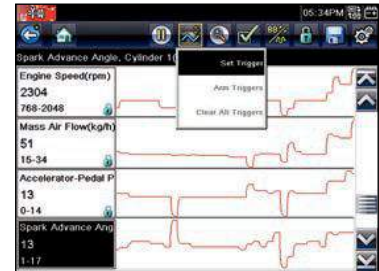 05:34PM
Spark Advance Angle, Cylinder 1(
Set Trigger
Arm Triggers
Clear All Triggers
Engine Speed(rpm)
2304
768-2048
Mass Air Flow(kg/h)
51
15-34
Accelerator-Pedal P
13
0-14
Spark Advance Ang
13
1-17